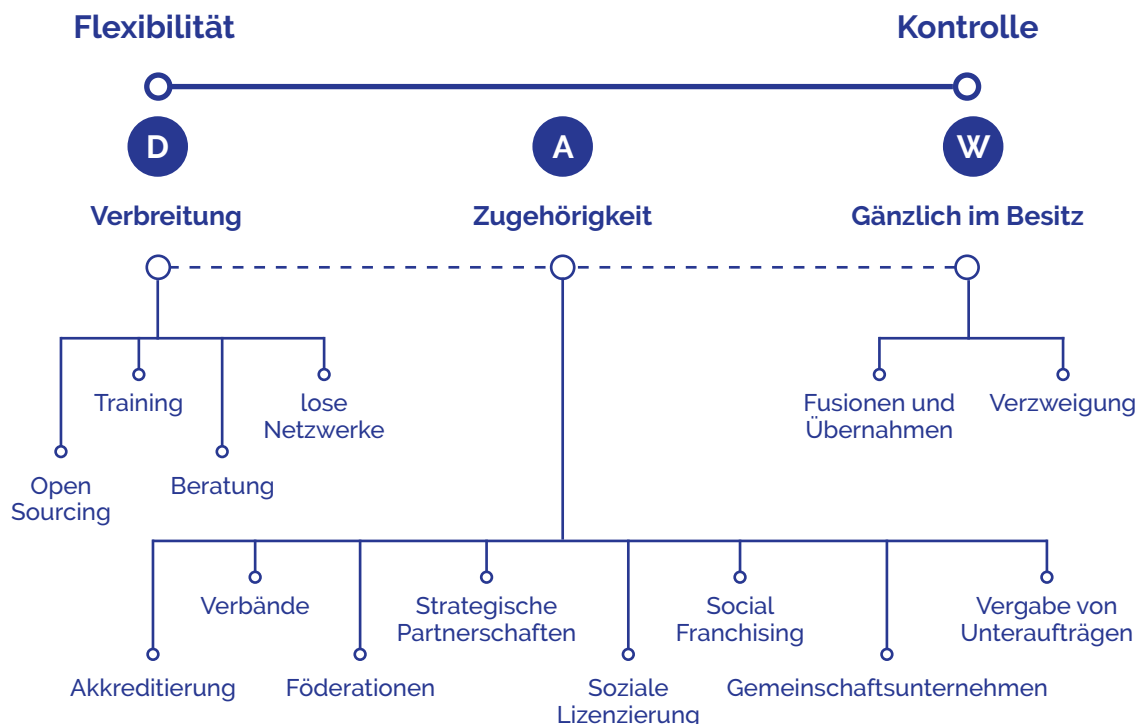 Flexibilität
Kontrolle
D
A
W
Verbreitung
Zugehörigkeit
Gänzlich im Besitz
Training
lose
Netzwerke
Fusionen und
Übernahmen
Verzweigung
Open
Sourcing
Beratung
Verbände
Strategische
Partnerschaften
Social
Franchising
Vergabe von
Unteraufträgen
Akkreditierung
Föderationen
Soziale
Lizenzierung
Gemeinschaftsunternehmen